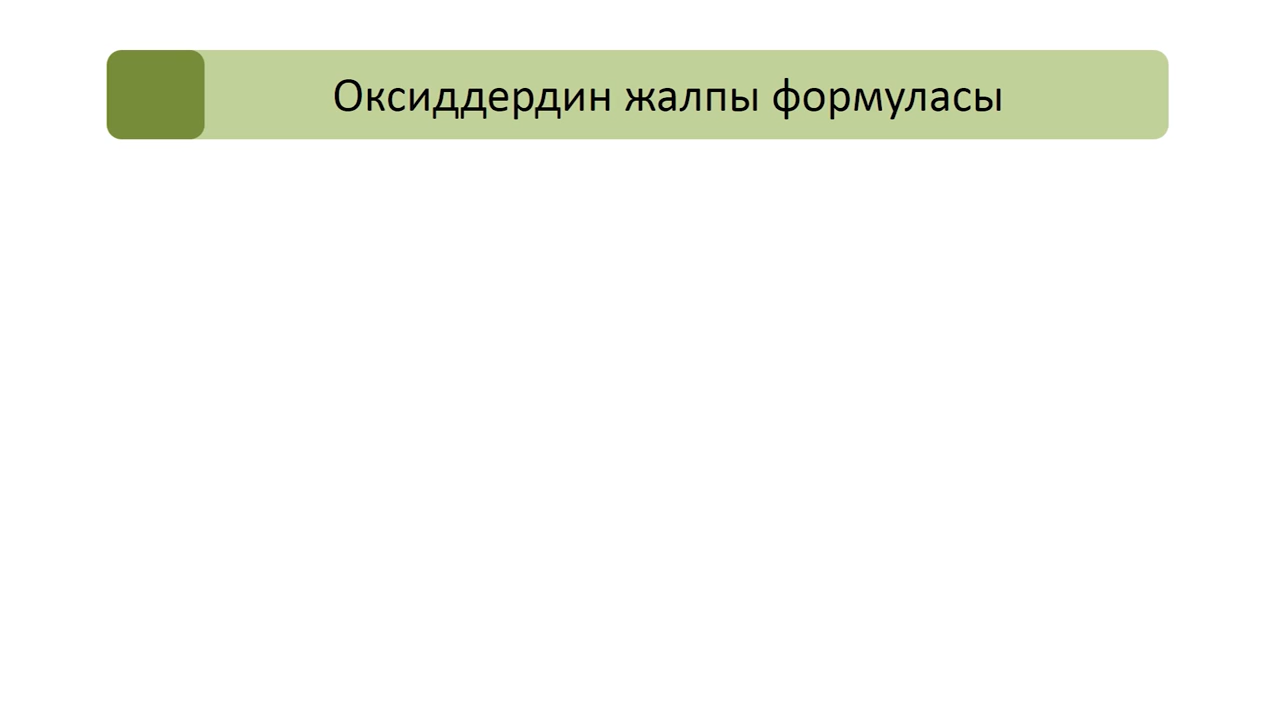 Оксиддердин жалпы формуласы